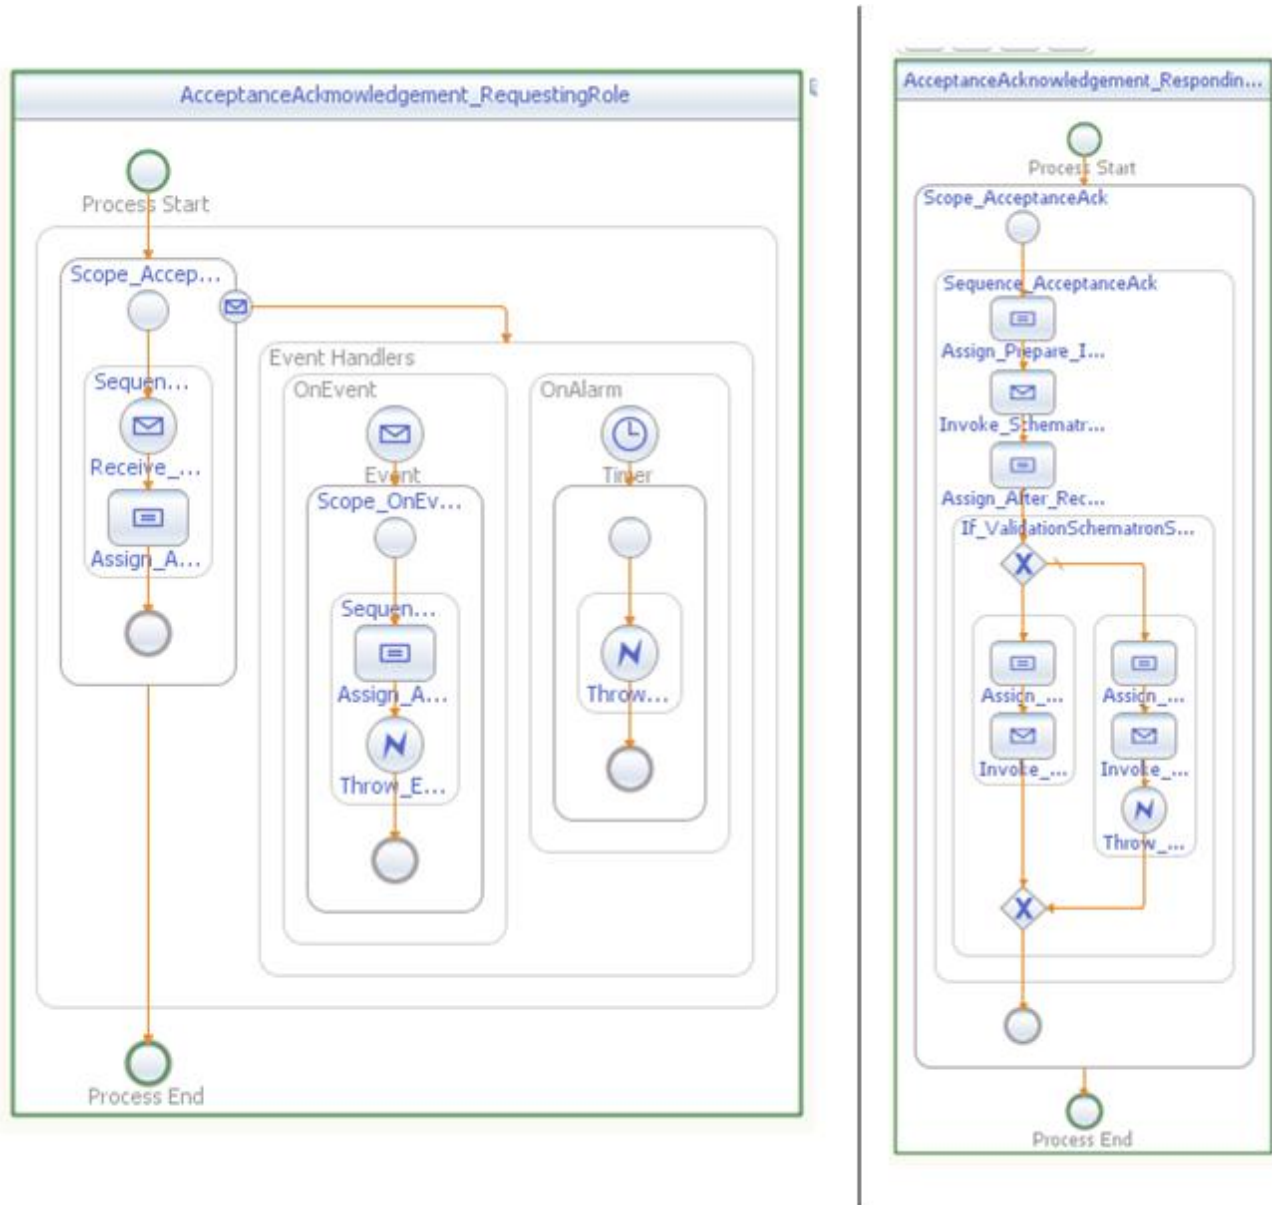 AcceptanceAckmowledgement_RequestingRole
Process Start
Scope_Accep...
Sequen...
Receive_...
Assign_A...
Process End
Event Handlers
OnEvent
Event
Scope_OnEv...
Sequen...
Assign_A...
Throw_E...
OnAlarm
Timer
Throw...
AcceptanceAcknowledgement_Respondin...
Process Start
Scope_AcceptanceAck
Sequence_AcceptanceAck
Assign_Prepare_I...
Invoke_Schematr...
Assign_After_Rec...
If_ValidationSchematronS...
X
Assign_...
Invoke_...
Assign_...
Invoke_...
Throw_...
X
Process End